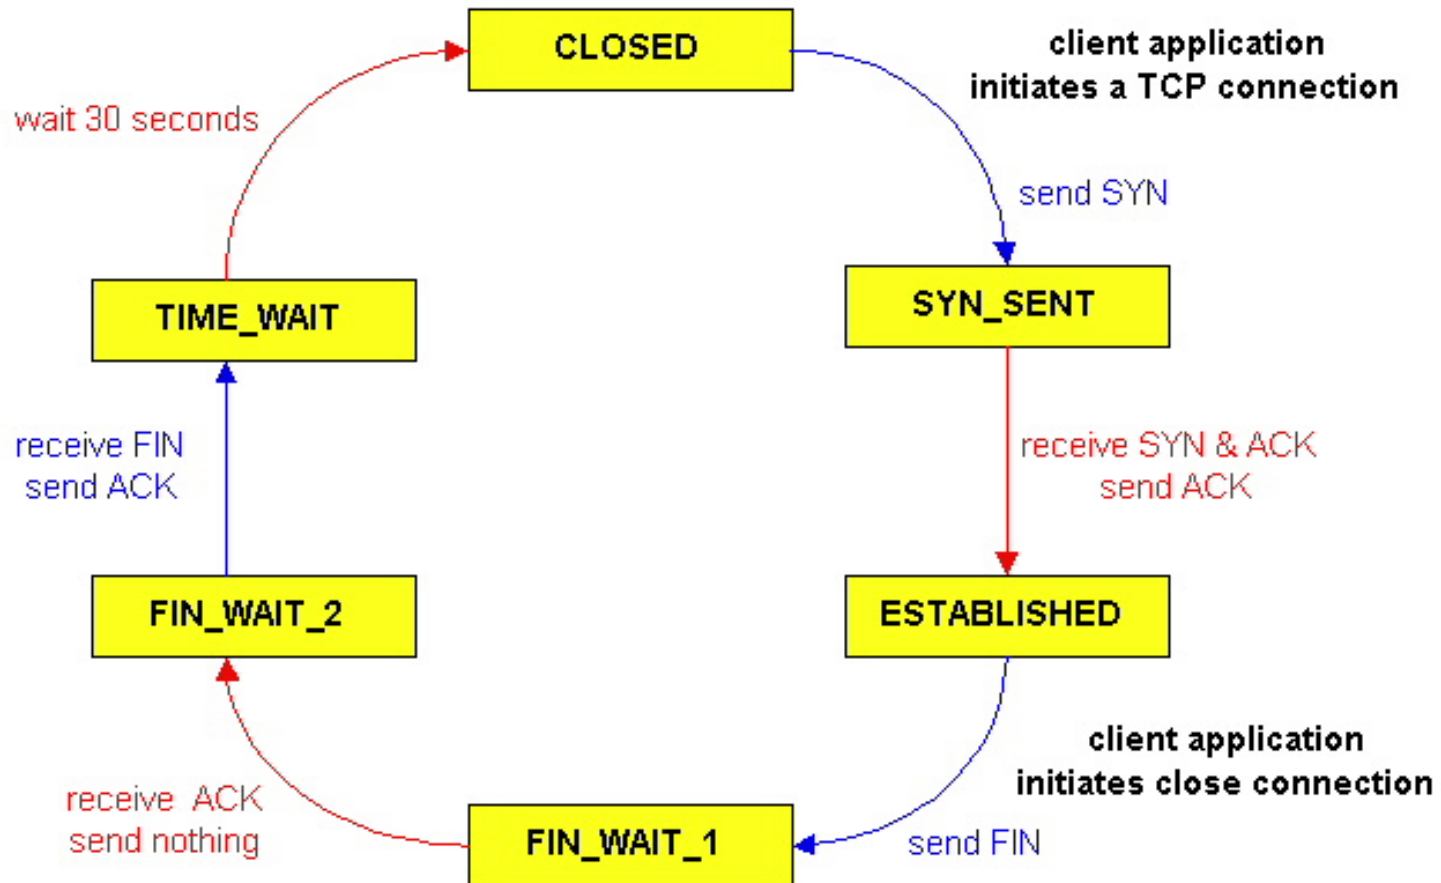 CLOSED
client application
initiates a TCP connection
wait 30 seconds
send SYN
TIME_WAIT
SYN_SENT
receive FIN
send ACK
receive SYN & ACK
send ACK
FIN_WAIT_2
ESTABLISHED
client application
initiates close connection
receive ACK
send nothing
FIN_WAIT_1
send FIN